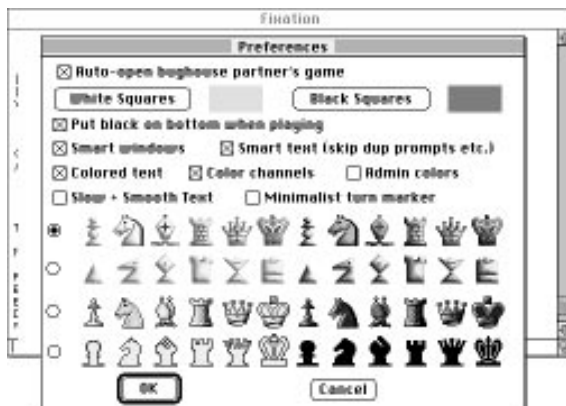 Fixation
Preferences
Auto-open bughouse partner's game
White Squares Black Squares
Put black on bottom when playing
Smart windows Smart text (skip dup prompts etc.)
Colored text Color channels Admin colors
Slow + Smooth Text Minimalist turn marker
OK Cancel